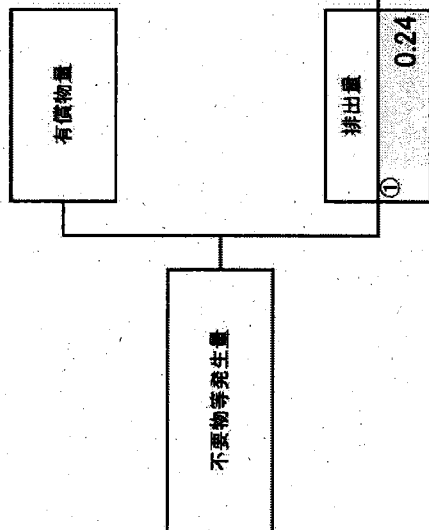 不要物等発生量
有償物量
排出量
①
0.24